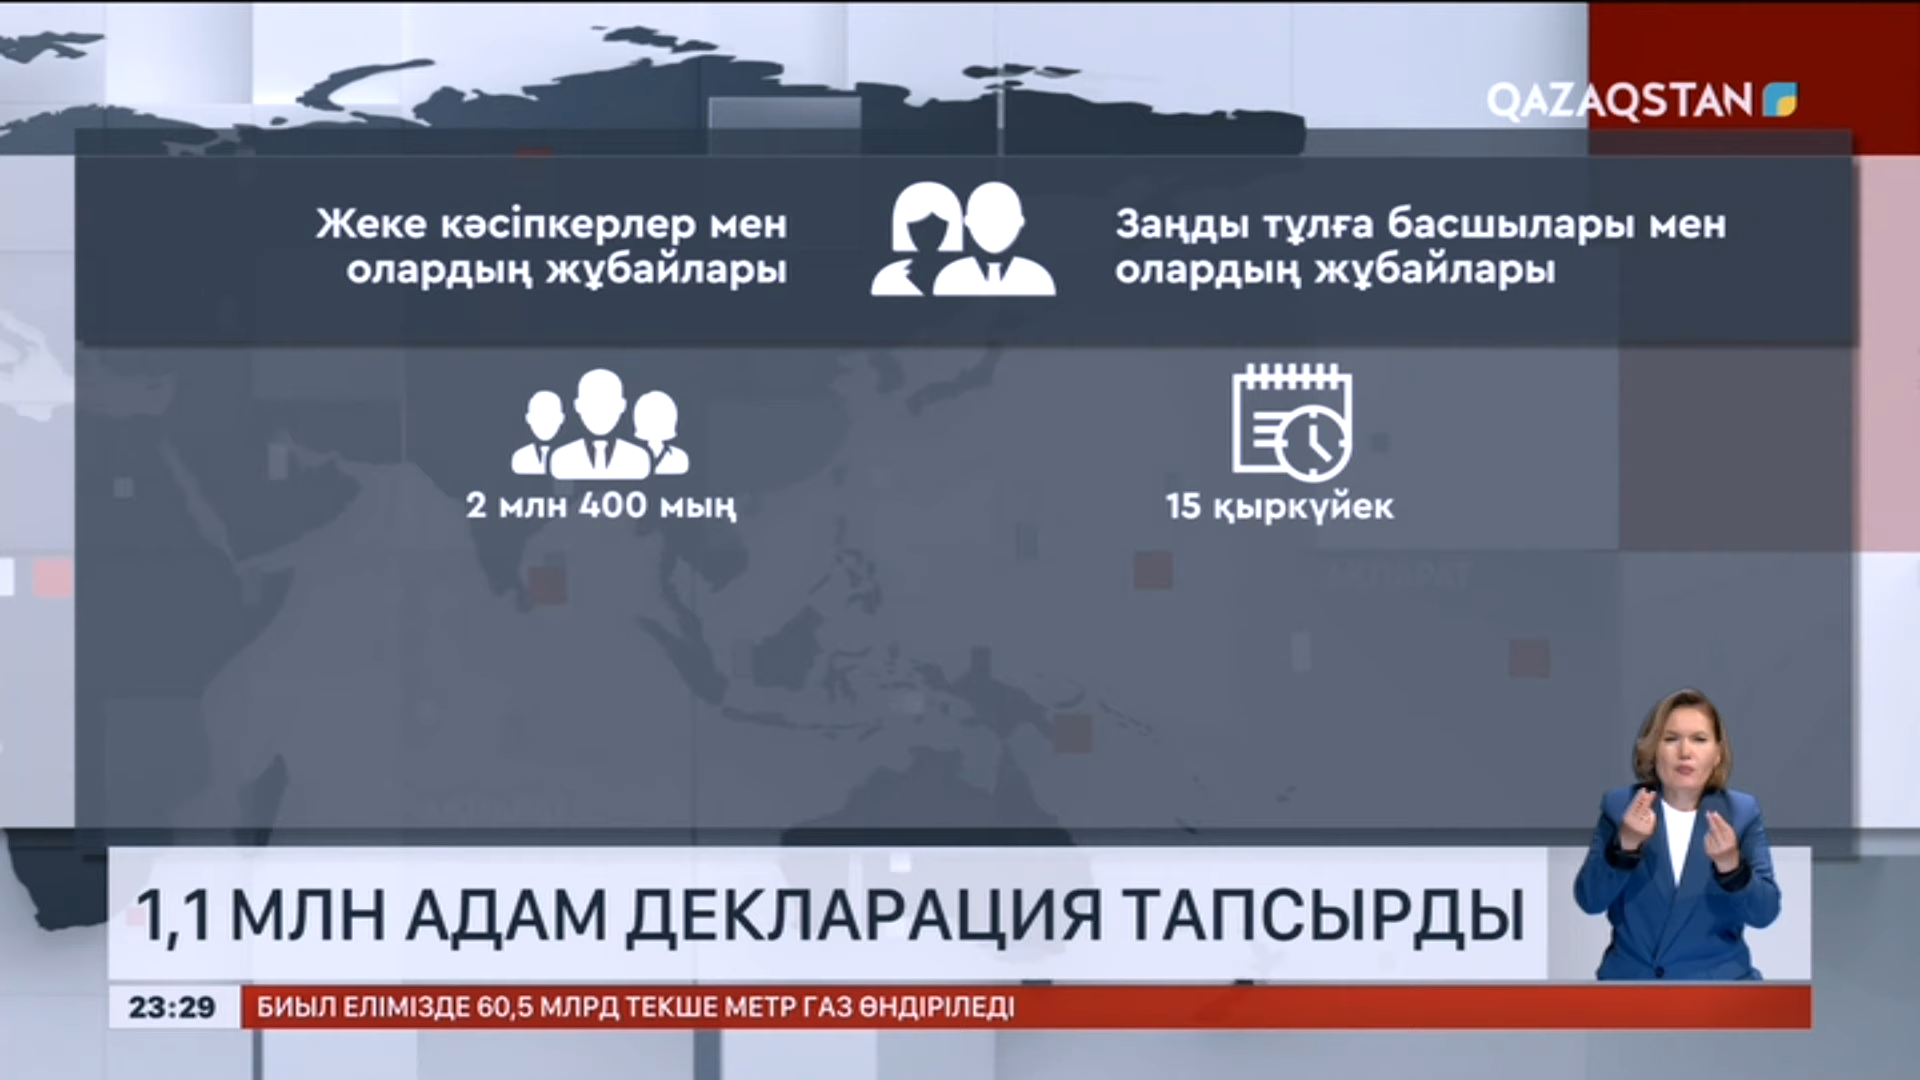 QAZAQSTAN
Жеке кәсіпкерлер мен
олардың жұбайлары
Заңды тұлға басшылары мен
олардың жұбайлары
2 млн 400 мың
15 қыркүйек
АҚПАРАТ
1,1 МЛН АДАМ ДЕКЛАРАЦИЯ ТАПСЫРДЫ
23:29
БИЫЛ ЕЛІМІЗДЕ 60,5 МЛРД ТЕКШЕ МЕТР ГАЗ ӨНДІРІЛЕДІ